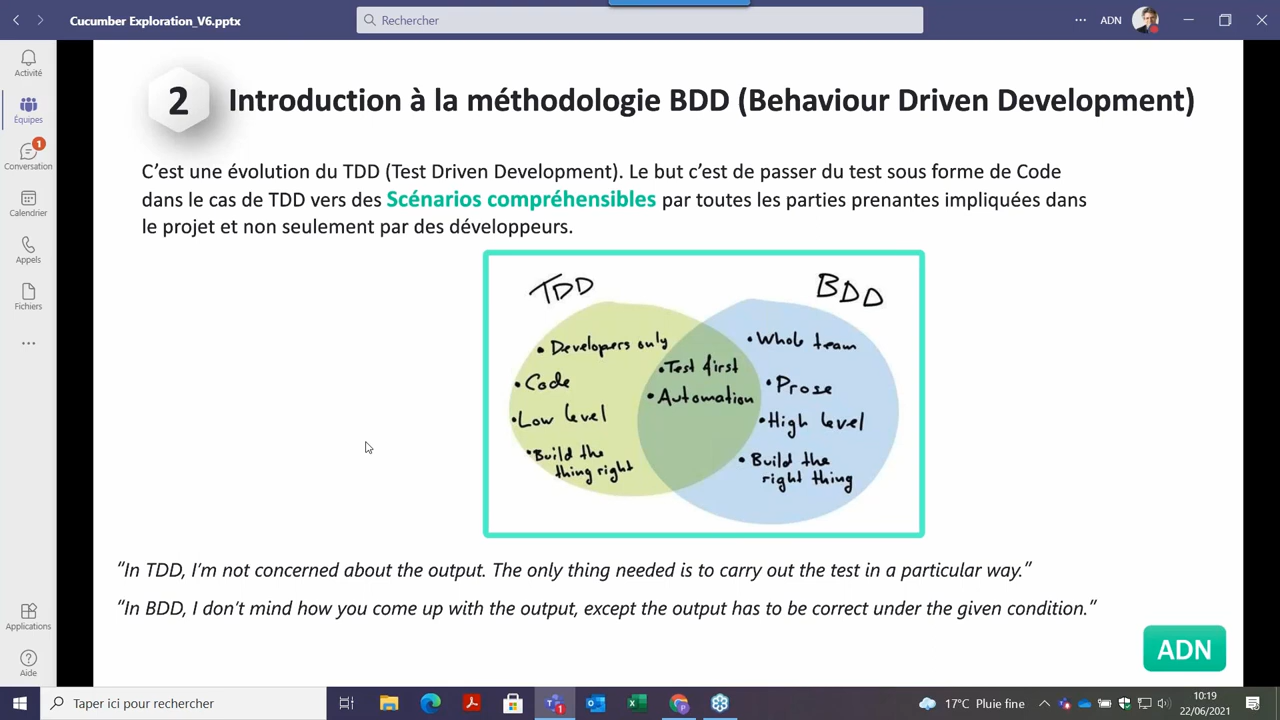 Cucumber Exploration_V6.pptx
Rechercher
ADN
Activité
Équipes
1
Conversation
Calendrier
Appels
Fichiers
Applications
Aide
2
Introduction à la méthodologie BDD (Behaviour Driven Development)
C’est une évolution du TDD (Test Driven Development). Le but c’est de passer du test sous forme de Code
dans le cas de TDD vers des Scénarios compréhensibles par toutes les parties prenantes impliquées dans
le projet et non seulement par des développeurs.
TDD
• Developers only
• Code
• Low level
• Build the
thing right
• Test first
• Automation
BDD
• Whole team
• Prose
• High level
• Build the
right thing
“In TDD, I’m not concerned about the output. The only thing needed is to carry out the test in a particular way.”
“In BDD, I don’t mind how you come up with the output, except the output has to be correct under the given condition.”
ADN
Taper ici pour rechercher
1
17°C Pluie fine
10:19
22/06/2021